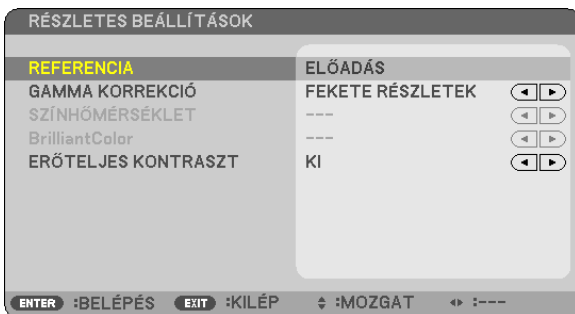 RÉSZLETES BEÁLLÍTÁSOK
REFERENCIA ELŐADÁS
GAMMA KORREKCIÓ FEKETE RÉSZLETEK
SZÍNHŐMÉRSÉKLET ---
BrilliantColor ---
ERŐTELJES KONTRASZT KI
ENTER :BELÉPÉS EXIT :KILÉP :MOZGAT :---